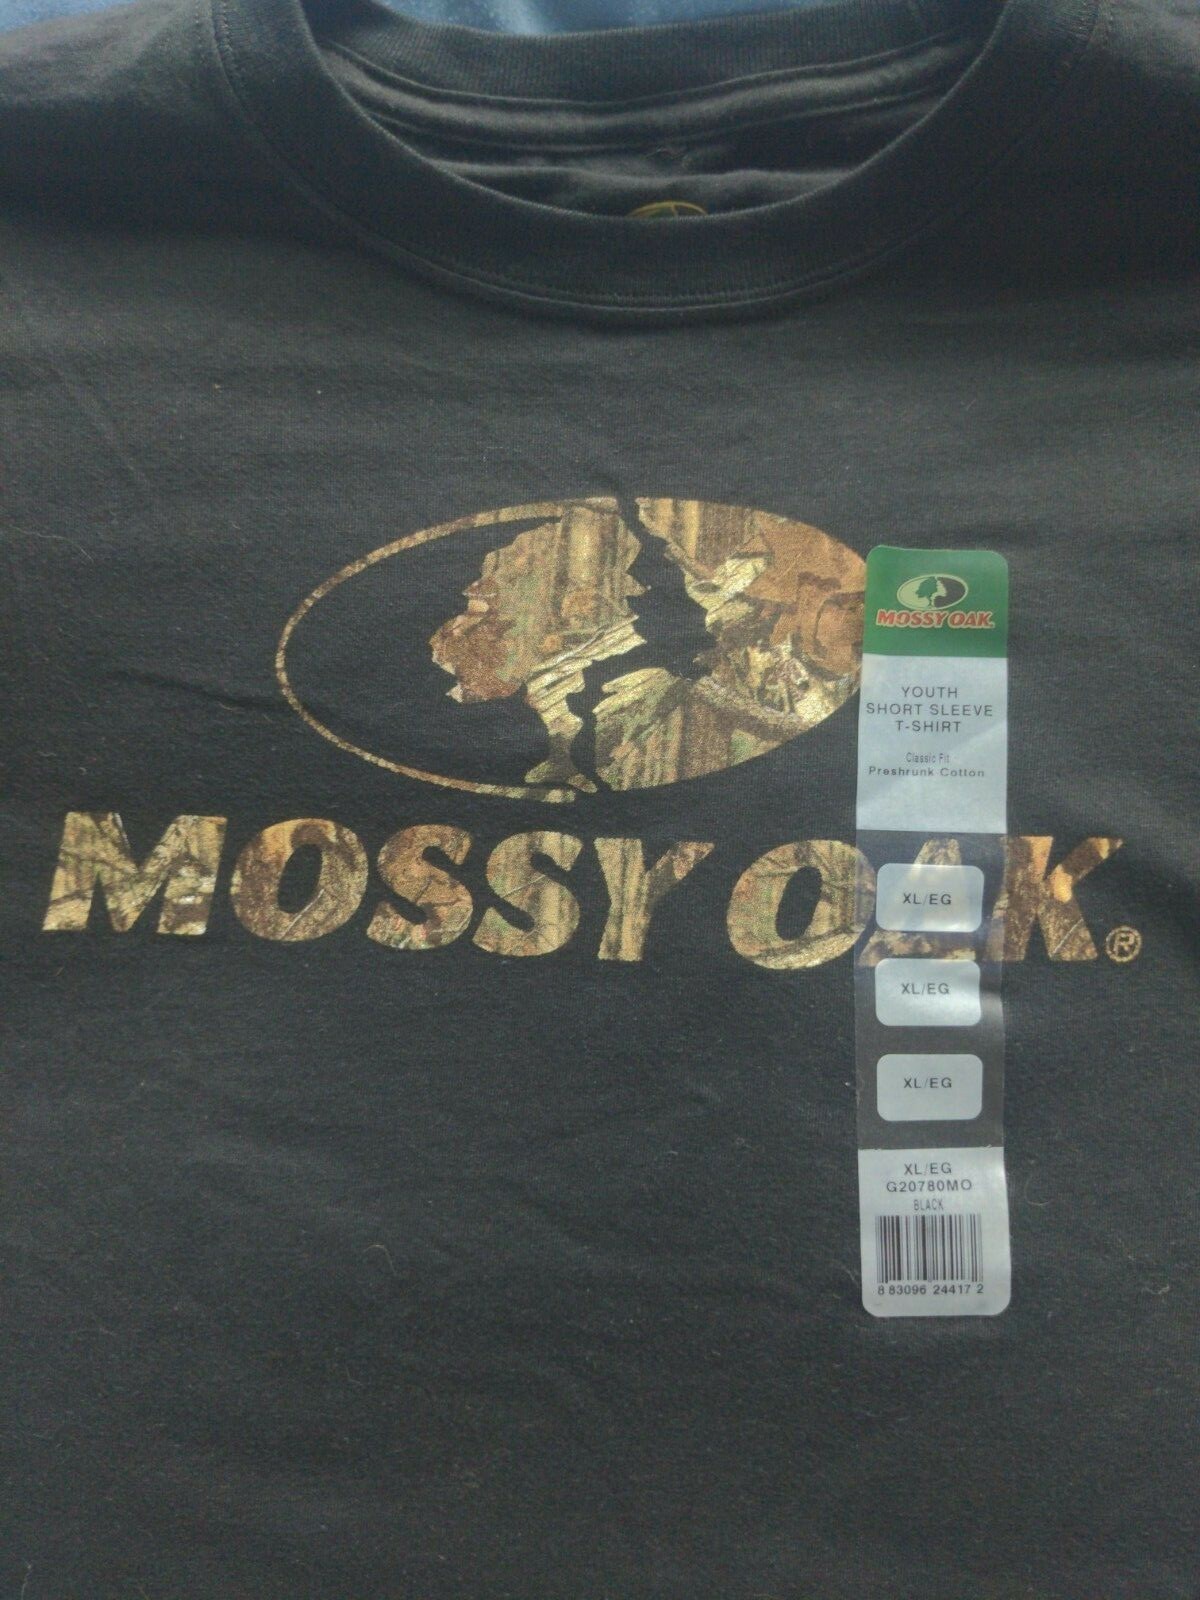 MOSSY OAK®
MOSSY OAK.
YOUTH
SHORT SLEEVE
T-SHIRT
Classic Fit
Preshrunk Cotton
XL/EG
XL/EG
XL/EG
XL/EG
G20780MO
BLACK
8 83096 24417 2